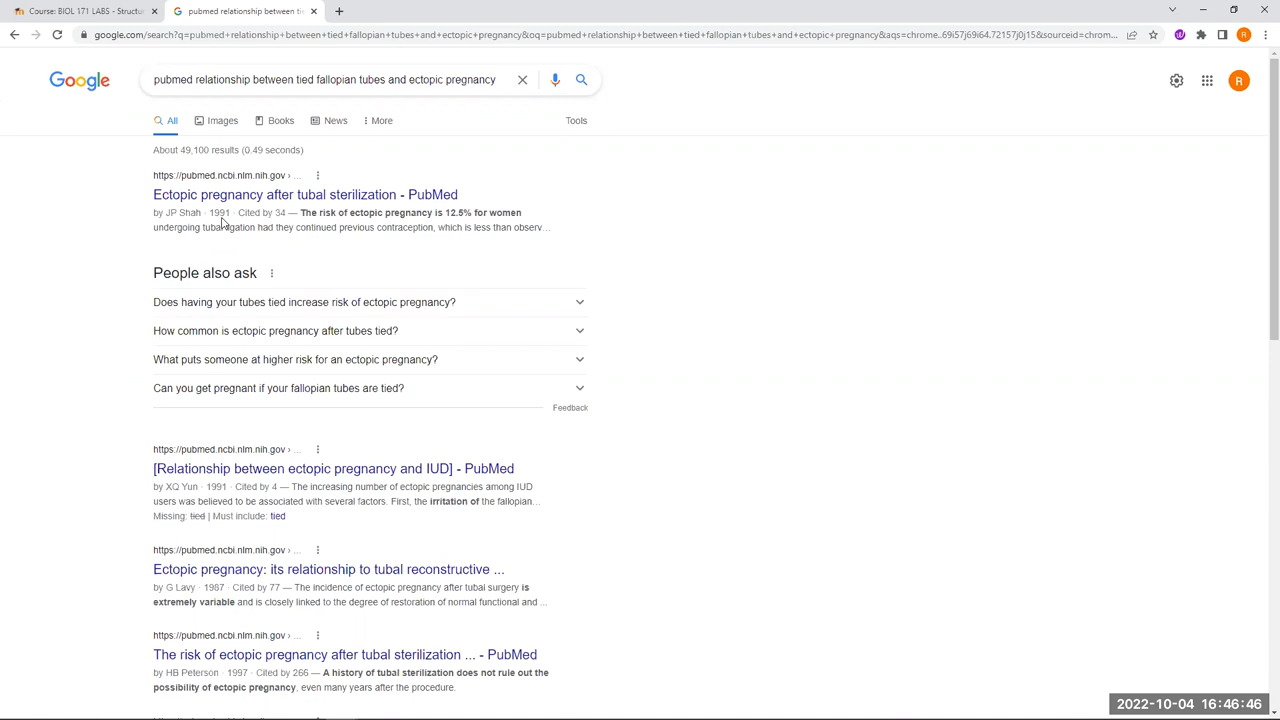 Course: BIOL 171 LABS - Structu
pubmed relationship between tie
google.com/search?q=pubmed+relationship+between+tied+fallopian+tubes+and+ectopic+pregnancy&oq=pubmed+relationship+between+tied+fallopian+tubes+and+ectopic+pregnancy&aqs=chrome..69i57j69i64.72157j0j15&sourceid=chrom...
R
Google
pubmed relationship between tied fallopian tubes and ectopic pregnancy
R
All Images Books News More Tools
About 49,100 results (0.49 seconds)
https://pubmed.ncbi.nlm.nih.gov › ...
Ectopic pregnancy after tubal sterilization - PubMed
by JP Shah · 1991 · Cited by 34 — The risk of ectopic pregnancy is 12.5% for women
undergoing tubal ligation had they continued previous contraception, which is less than observ...
People also ask
Does having your tubes tied increase risk of ectopic pregnancy?
How common is ectopic pregnancy after tubes tied?
What puts someone at higher risk for an ectopic pregnancy?
Can you get pregnant if your fallopian tubes are tied?
Feedback
https://pubmed.ncbi.nlm.nih.gov › ...
[Relationship between ectopic pregnancy and IUD] - PubMed
by XQ Yun · 1991 · Cited by 4 — The increasing number of ectopic pregnancies among IUD
users was believed to be associated with several factors. First, the irritation of the fallopian...
Missing: tied | Must include: tied
https://pubmed.ncbi.nlm.nih.gov › ...
Ectopic pregnancy: its relationship to tubal reconstructive ...
by G Lavy · 1987 · Cited by 77 — The incidence of ectopic pregnancy after tubal surgery is
extremely variable and is closely linked to the degree of restoration of normal functional and ...
https://pubmed.ncbi.nlm.nih.gov › ...
The risk of ectopic pregnancy after tubal sterilization ... - PubMed
by HB Peterson · 1997 · Cited by 266 — A history of tubal sterilization does not rule out the
possibility of ectopic pregnancy, even many years after the procedure.
2022-10-04 16:46:46